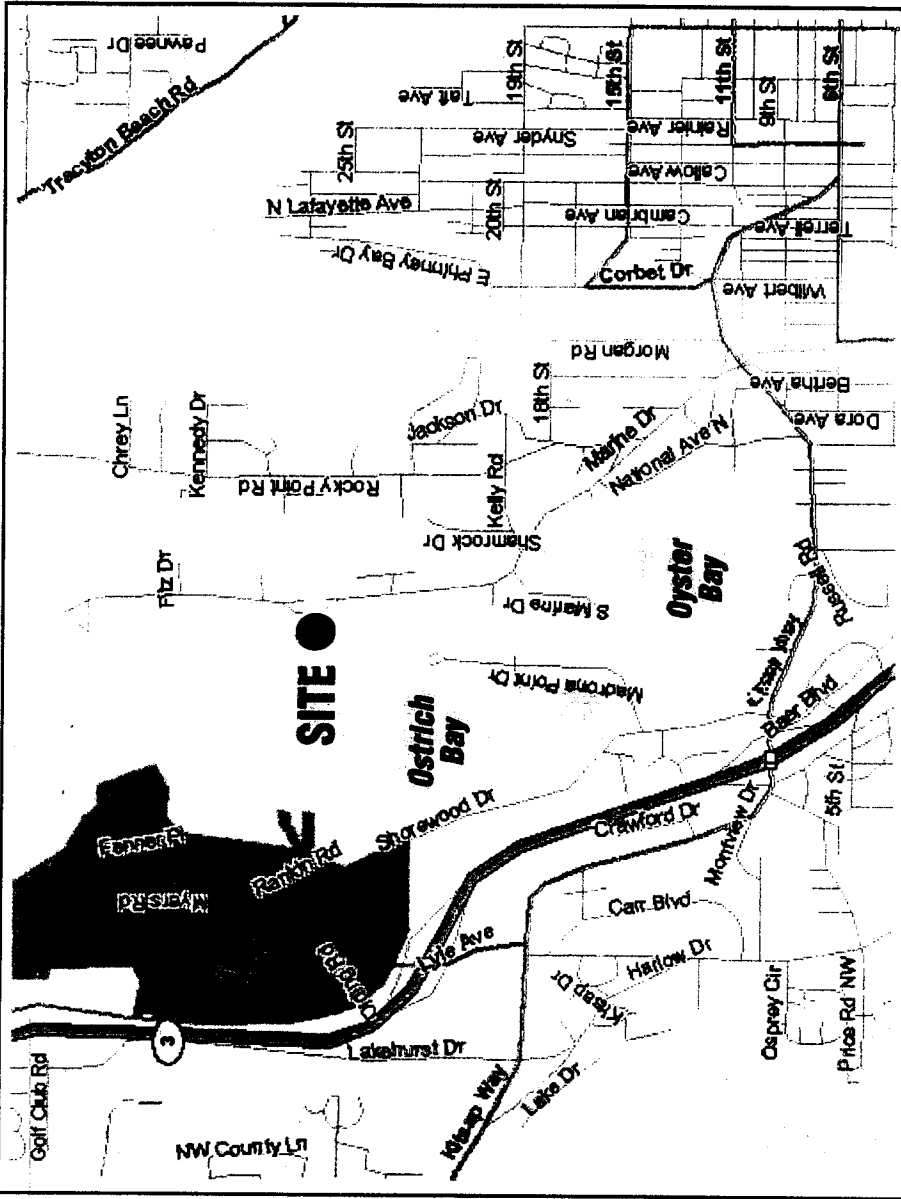 Pawnee Dr
Tracyton Beach Rd
Taft Ave
19th St
15th St
11th St
9th St
6th St
25th St
Snyder Ave
Rainier Ave
Callow Ave
N Lafayette Ave
20th St
Cambrian Ave
Terrell Ave
E Phinney Bay Dr
Corbet Dr
Wilbert Ave
Morgan Rd
Chrey Ln
Kennedy Dr
Jackson Dr
18th St
Marine Dr
National Ave N
Bertha Ave
Dora Ave
Rocky Point Rd
Kelly Rd
Shamrock Dr
Fitz Dr
S Marine Dr
Oyster
Bay
Russell Rd
SITE
Ostrich
Bay
Madrona Point Dr
Kitsap Way
Baer Blvd
Shorewood Dr
Crawford Dr
Montview Dr
5th St
Rankin Rd
Myers Rd
Lyle Ave
Carr Blvd
Harlow Dr
Kitsap Dr
Osprey Cir
Price Rd NW
3
Lakehurst Dr
Golf Club Rd
NW County Ln
Kitsap Way
Lake Dr